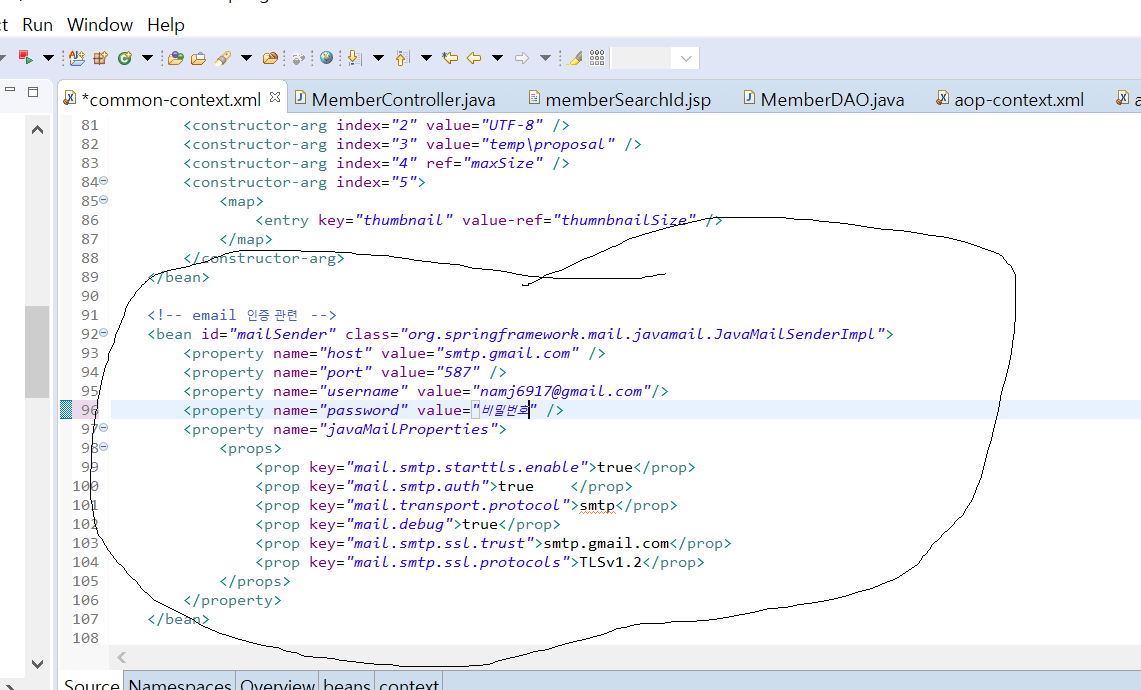 Run Window Help
*common-context.xml MemberController.java memberSearchId.jsp MemberDAO.java aop-context.xml
81 <constructor-arg index="2" value="UTF-8" />
82 <constructor-arg index="3" value="temp\proposal" />
83 <constructor-arg index="4" ref="maxSize" />
84 <constructor-arg index="5">
85 <map>
86 <entry key="thumbnail" value-ref="thumnbnailSize" />
87 </map>
88 </constructor-arg>
89 </bean>
90
91 <!-- email 인증 관련 -->
92 <bean id="mailSender" class="org.springframework.mail.javamail.JavaMailSenderImpl">
93 <property name="host" value="smtp.gmail.com" />
94 <property name="port" value="587" />
95 <property name="username" value="namj6917@gmail.com"/>
96 <property name="password" value="비밀번호" />
97 <property name="javaMailProperties">
98 <props>
99 <prop key="mail.smtp.starttls.enable">true</prop>
100 <prop key="mail.smtp.auth">true </prop>
101 <prop key="mail.transport.protocol">smtp</prop>
102 <prop key="mail.debug">true</prop>
103 <prop key="mail.smtp.ssl.trust">smtp.gmail.com</prop>
104 <prop key="mail.smtp.ssl.protocols">TLSv1.2</prop>
105 </props>
106 </property>
107 </bean>
108
Source Namespaces Overview beans context